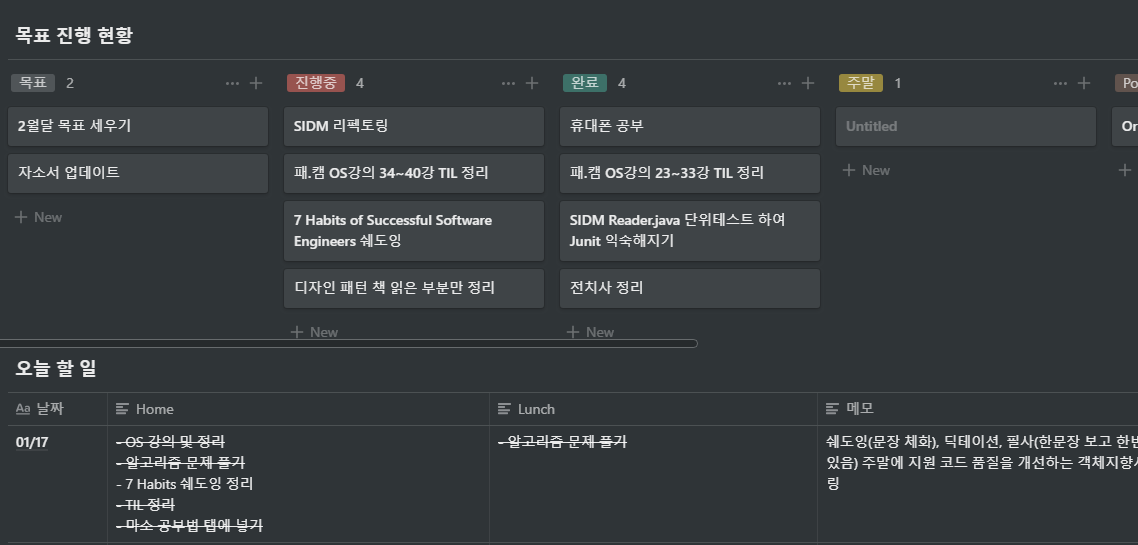 목표 진행 현황
목표 2
진행중 4
완료 4
주말 1
Po
2월달 목표 세우기
자소서 업데이트
New
SIDM 리펙토링
패.캠 OS강의 34~40강 TIL 정리
7 Habits of Successful Software
Engineers 쉐도잉
디자인 패턴 책 읽은 부분만 정리
New
휴대폰 공부
패.캠 OS강의 23~33강 TIL 정리
SIDM Reader.java 단위테스트 하여
Junit 익숙해지기
전치사 정리
New
Untitled
New
Or
오늘 할 일
Aa 날짜
Home
Lunch
메모
01/17
- OS 강의 및 정리
- 알고리즘 문제 풀기
- 7 Habits 쉐도잉 정리
- TIL 정리
- 마소 공부법 탭에 넣기
- 알고리즘 문제 풀기
쉐도잉(문장 체화), 딕테이션, 필사(한문장 보고 한번
있음) 주말에 지원 코드 품질을 개선하는 객체지향사
링